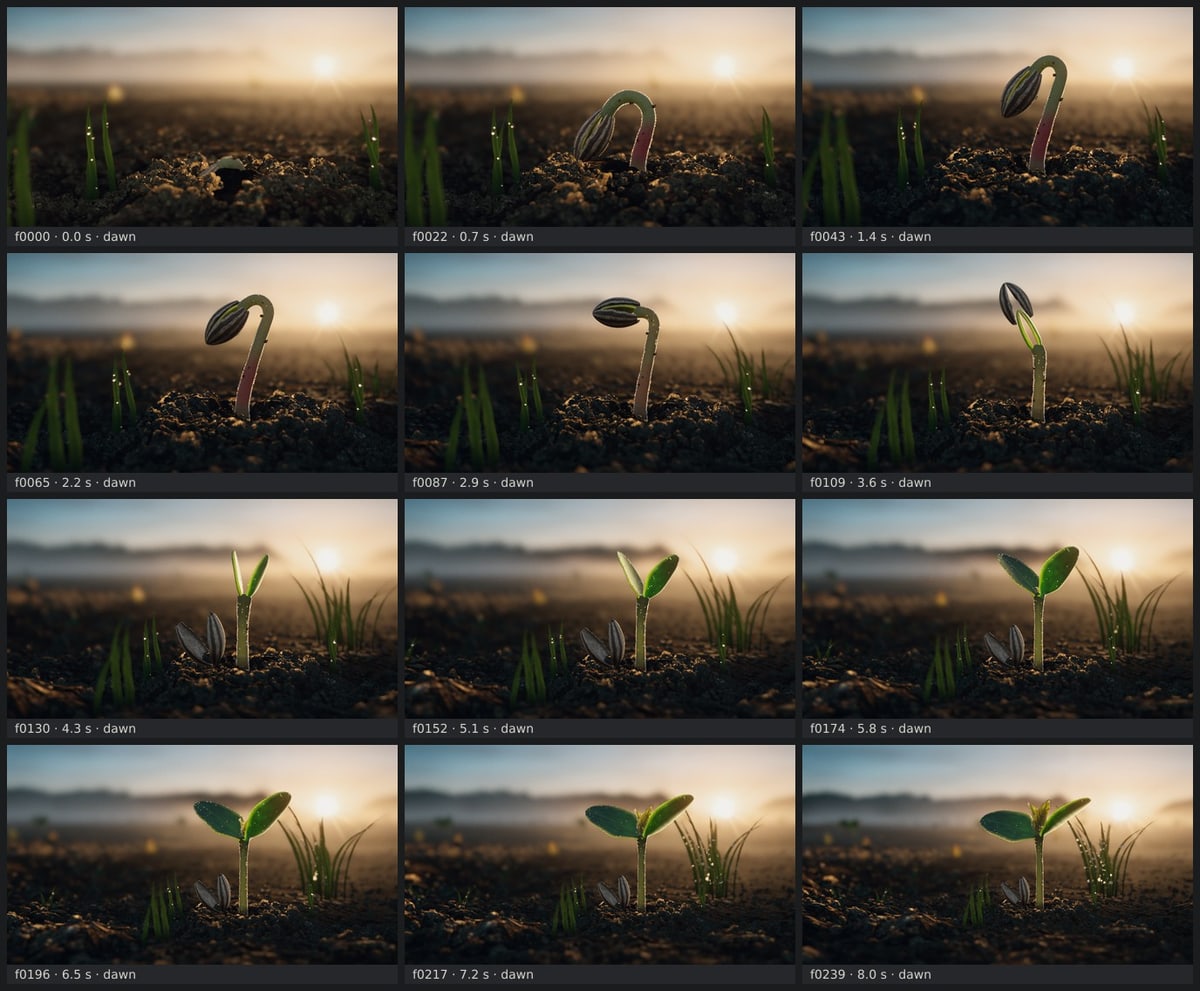 f0000 · 0.0 s · dawn
f0022 · 0.7 s · dawn
f0043 · 1.4 s · dawn
f0065 · 2.2 s · dawn
f0087 · 2.9 s · dawn
f0109 · 3.6 s · dawn
f0130 · 4.3 s · dawn
f0152 · 5.1 s · dawn
f0174 · 5.8 s · dawn
f0196 · 6.5 s · dawn
f0217 · 7.2 s · dawn
f0239 · 8.0 s · dawn